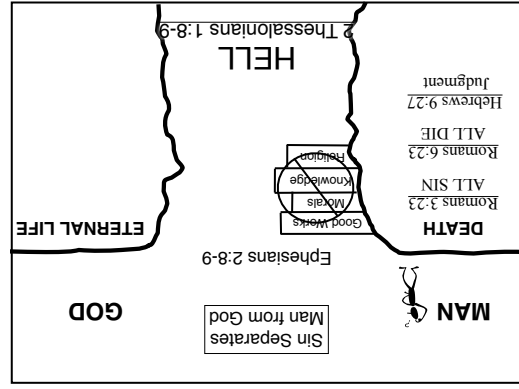 Sin Separates
Man from God
MAN
GOD
Ephesians 2:8-9
DEATH
ETERNAL LIFE
Good Works
Morals
Knowledge
Religion
Romans 3:23
ALL SIN
Romans 6:23
ALL DIE
Hebrews 9:27
Judgment
HELL
2 Thessalonians 1:8-9